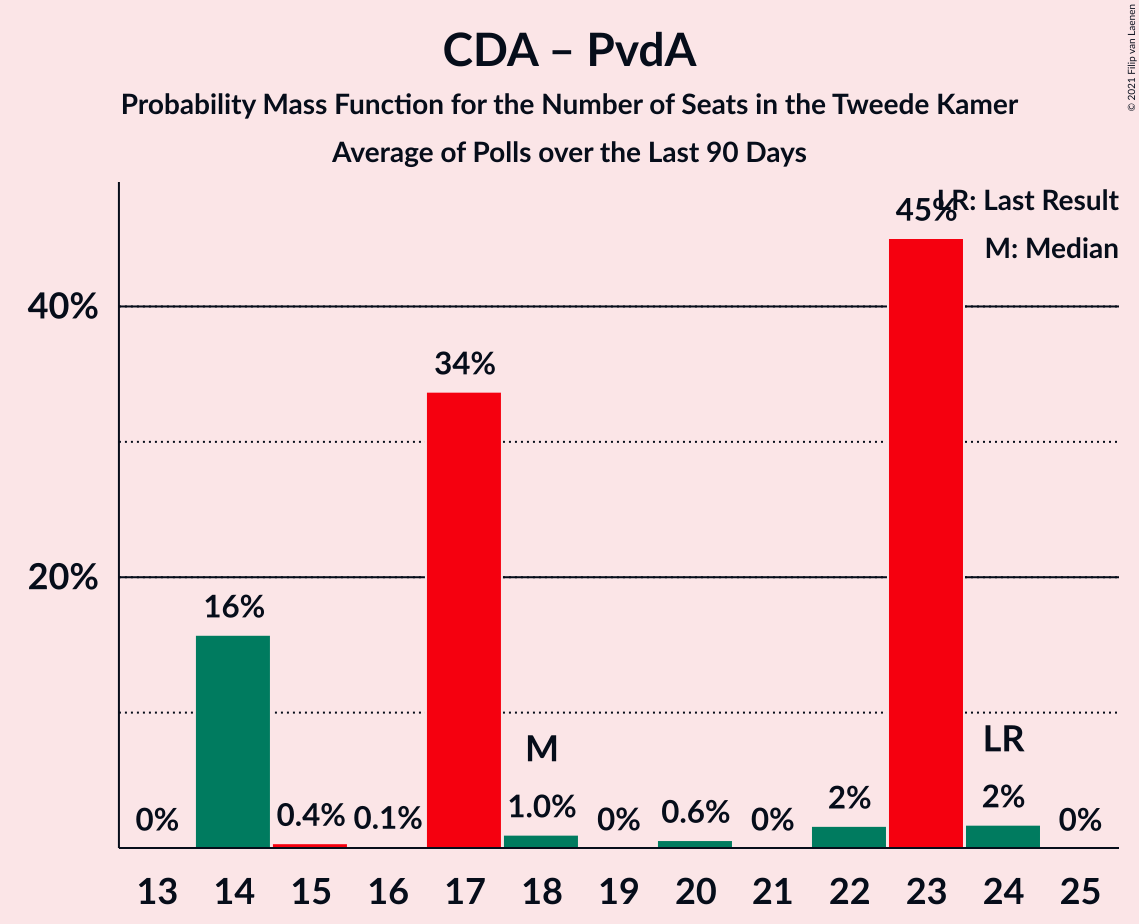 CDA – PvdA
Probability Mass Function for the Number of Seats in the Tweede Kamer
Average of Polls over the Last 90 Days
© 2021 Filip van Laenen
LR: Last Result
M: Median
45%
40%
34%
20%
16%
M
LR
0%
0.4%
0.1%
1.0%
0%
0.6%
0%
2%
2%
0%
13 14 15 16 17 18 19 20 21 22 23 24 25